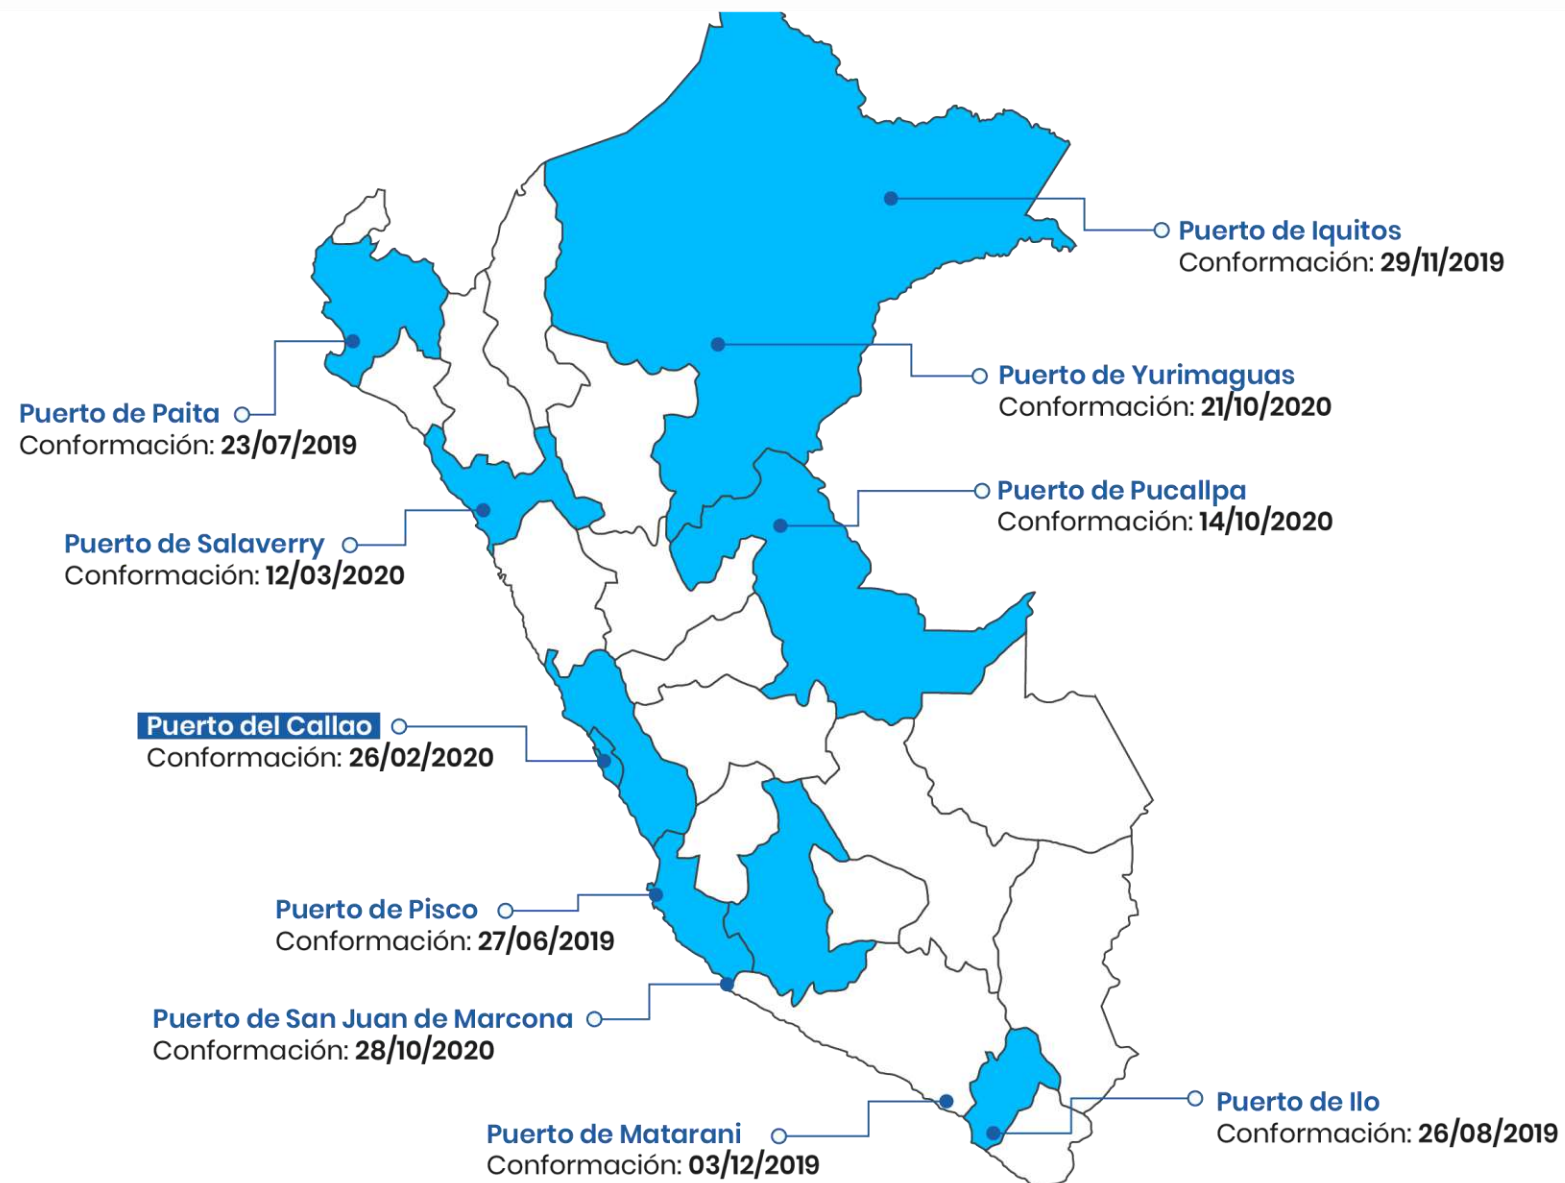 Puerto de Iquitos
Conformación: 29/11/2019
Puerto de Yurimaguas
Conformación: 21/10/2020
Puerto de Paita
Conformación: 23/07/2019
Puerto de Pucallpa
Conformación: 14/10/2020
Puerto de Salaverry
Conformación: 12/03/2020
Puerto del Callao
Conformación: 26/02/2020
Puerto de Pisco
Conformación: 27/06/2019
Puerto de San Juan de Marcona
Conformación: 28/10/2020
Puerto de Ilo
Conformación: 26/08/2019
Puerto de Matarani
Conformación: 03/12/2019